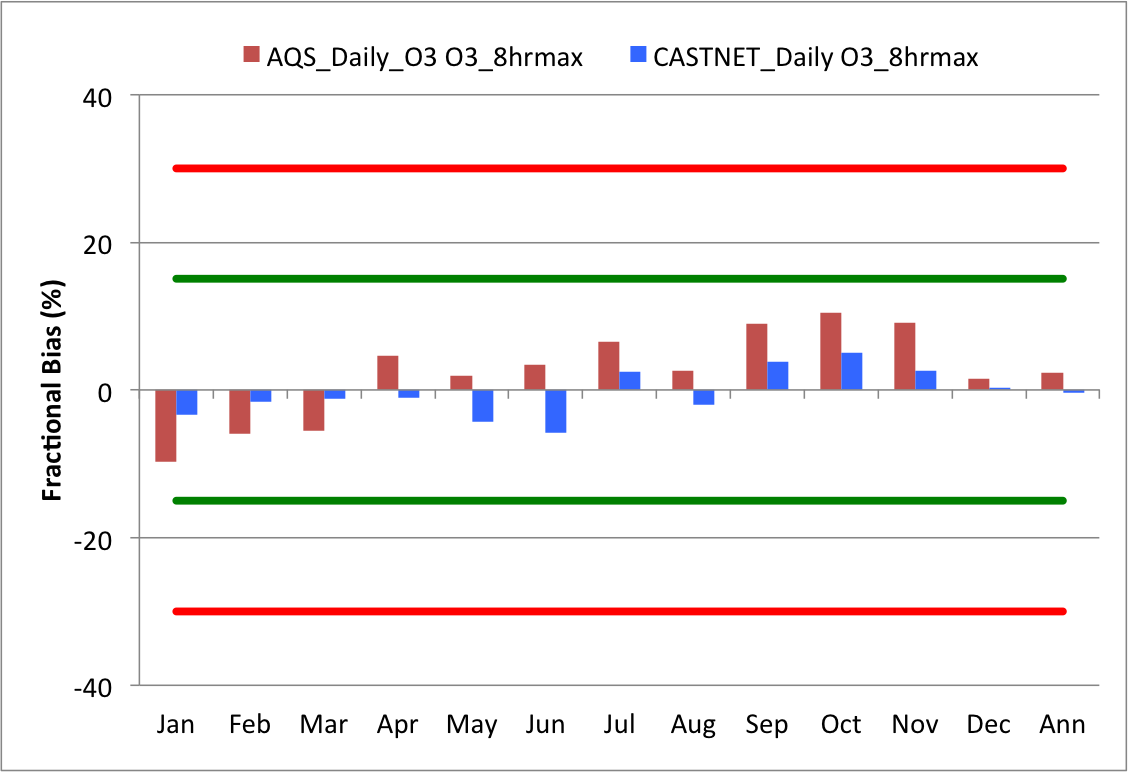 AQS_Daily_O3 O3_8hrmax CASTNET_Daily O3_8hrmax
40
20
0
-20
-40
Fractional Bias (%)
Jan Feb Mar Apr May Jun Jul Aug Sep Oct Nov Dec Ann